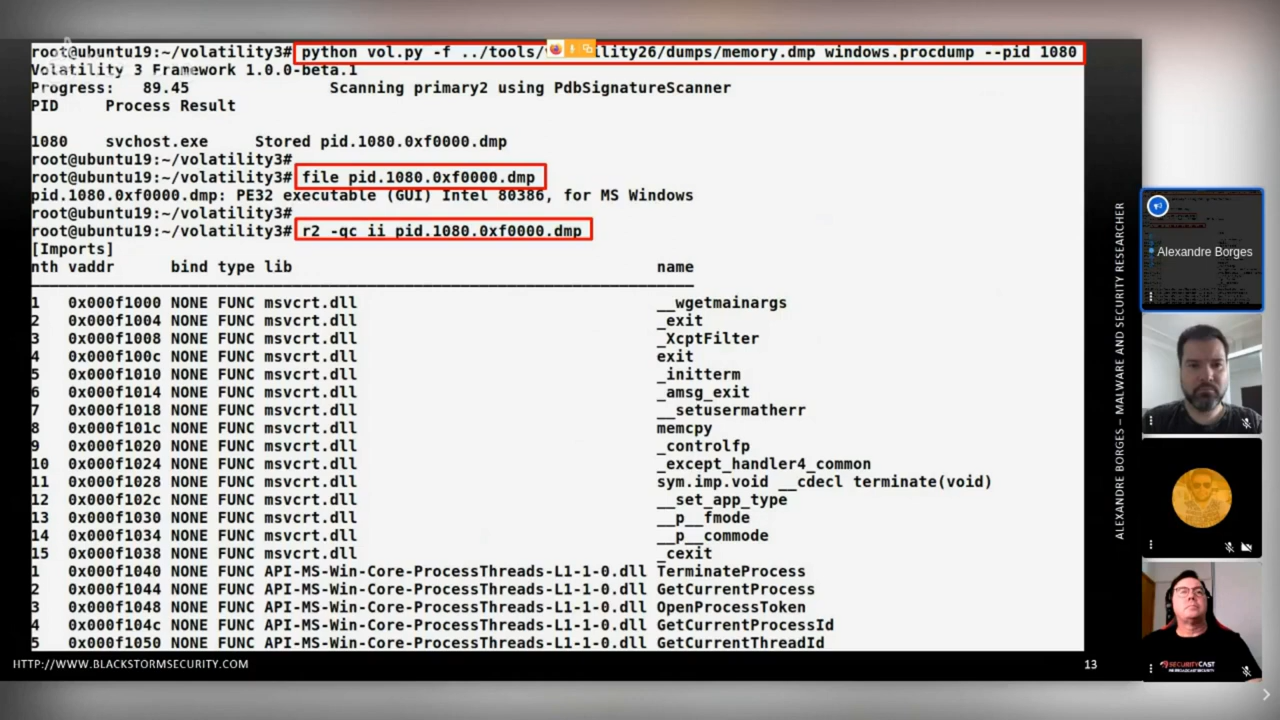 root@ubuntu19:~/volatility3# python vol.py -f ../tools/ lity26/dumps/memory.dmp windows.procdump --pid 1080
Volatility 3 Framework 1.0.0-beta.1
Progress: 89.45 Scanning primary2 using PdbSignatureScanner
PID Process Result
1080 svchost.exe Stored pid.1080.0xf0000.dmp
root@ubuntu19:~/volatility3#
root@ubuntu19:~/volatility3# file pid.1080.0xf0000.dmp
pid.1080.0xf0000.dmp: PE32 executable (GUI) Intel 80386, for MS Windows
root@ubuntu19:~/volatility3#
root@ubuntu19:~/volatility3# r2 -qc ii pid.1080.0xf0000.dmp
[Imports]
nth vaddr bind type lib name
1 0x000f1000 NONE FUNC msvcrt.dll __wgetmainargs
2 0x000f1004 NONE FUNC msvcrt.dll _exit
3 0x000f1008 NONE FUNC msvcrt.dll _XcptFilter
4 0x000f100c NONE FUNC msvcrt.dll exit
5 0x000f1010 NONE FUNC msvcrt.dll _initterm
6 0x000f1014 NONE FUNC msvcrt.dll _amsg_exit
7 0x000f1018 NONE FUNC msvcrt.dll __setusermatherr
8 0x000f101c NONE FUNC msvcrt.dll memcpy
9 0x000f1020 NONE FUNC msvcrt.dll _controlfp
10 0x000f1024 NONE FUNC msvcrt.dll _except_handler4_common
11 0x000f1028 NONE FUNC msvcrt.dll sym.imp.void __cdecl terminate(void)
12 0x000f102c NONE FUNC msvcrt.dll __set_app_type
13 0x000f1030 NONE FUNC msvcrt.dll __p__fmode
14 0x000f1034 NONE FUNC msvcrt.dll __p__commode
15 0x000f1038 NONE FUNC msvcrt.dll _cexit
1 0x000f1040 NONE FUNC API-MS-Win-Core-ProcessThreads-L1-1-0.dll TerminateProcess
2 0x000f1044 NONE FUNC API-MS-Win-Core-ProcessThreads-L1-1-0.dll GetCurrentProcess
3 0x000f1048 NONE FUNC API-MS-Win-Core-ProcessThreads-L1-1-0.dll OpenProcessToken
4 0x000f104c NONE FUNC API-MS-Win-Core-ProcessThreads-L1-1-0.dll GetCurrentProcessId
5 0x000f1050 NONE FUNC API-MS-Win-Core-ProcessThreads-L1-1-0.dll GetCurrentThreadId
HTTP://WWW.BLACKSTORMSECURITY.COM
13
ALEXANDRE BORGES – MALWARE AND SECURITY RESEARCHER
Alexandre Borges
SECURITYCAST